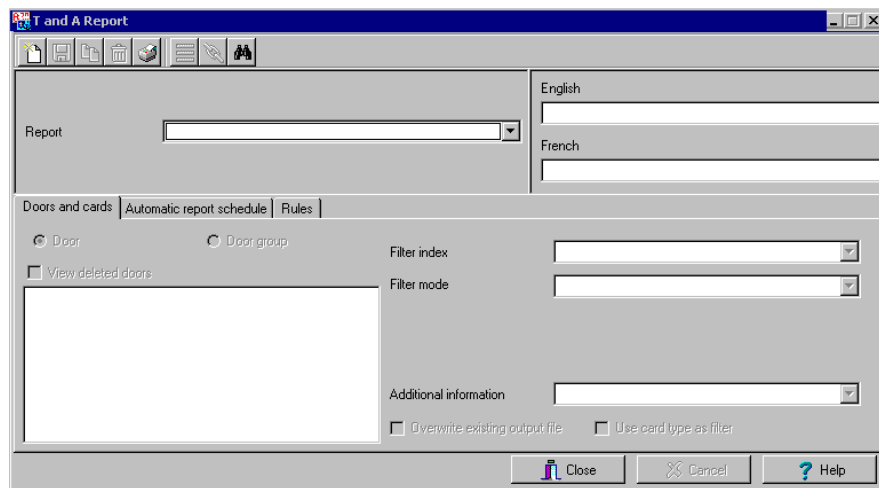 T and A Report
English
Report
French
Doors and cards
Automatic report schedule
Rules
Door
Door group
Filter index
View deleted doors
Filter mode
Additional information
Overwrite existing output file
Use card type as filter
Close
Cancel
Help